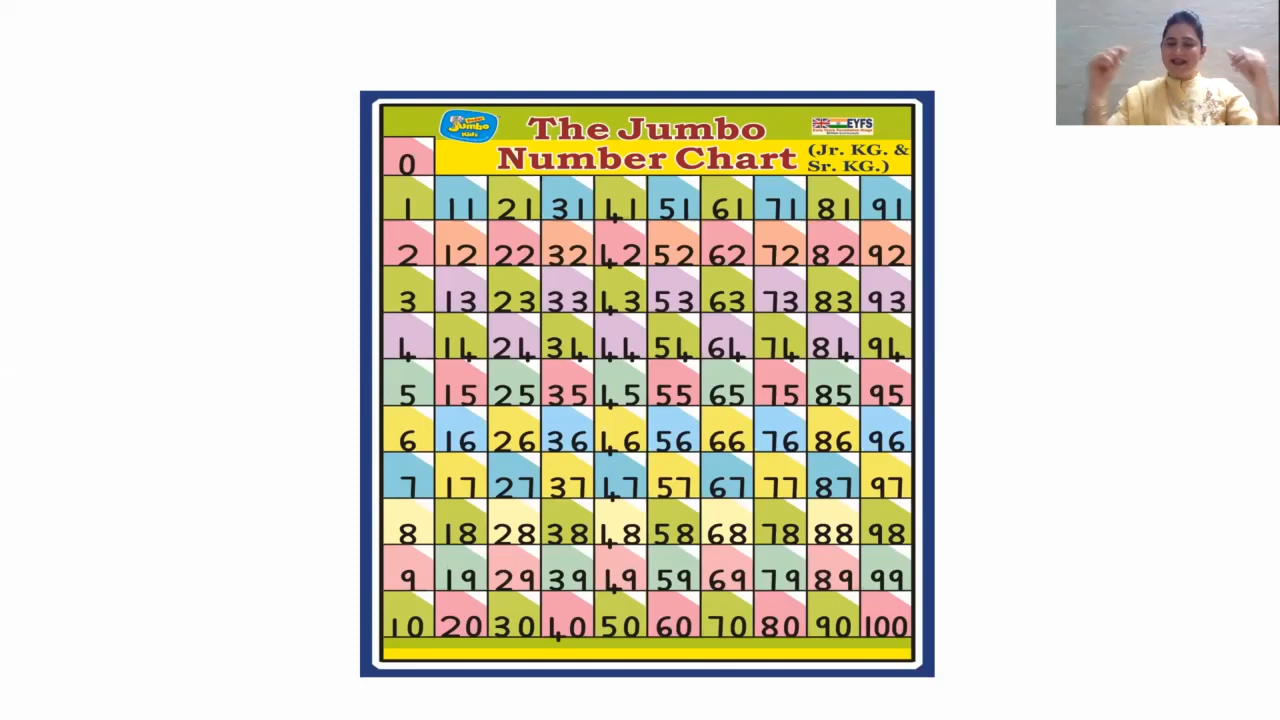 Jumbo
Kids
The Jumbo
Number Chart
EYFS
(Jr. KG. &
Sr. KG.)
0
1 11 21 31 41 51 61 71 81 91
2 12 22 32 42 52 62 72 82 92
3 13 23 33 43 53 63 73 83 93
4 14 24 34 44 54 64 74 84 94
5 15 25 35 45 55 65 75 85 95
6 16 26 36 46 56 66 76 86 96
7 17 27 37 47 57 67 77 87 97
8 18 28 38 48 58 68 78 88 98
9 19 29 39 49 59 69 79 89 99
10 20 30 40 50 60 70 80 90 100